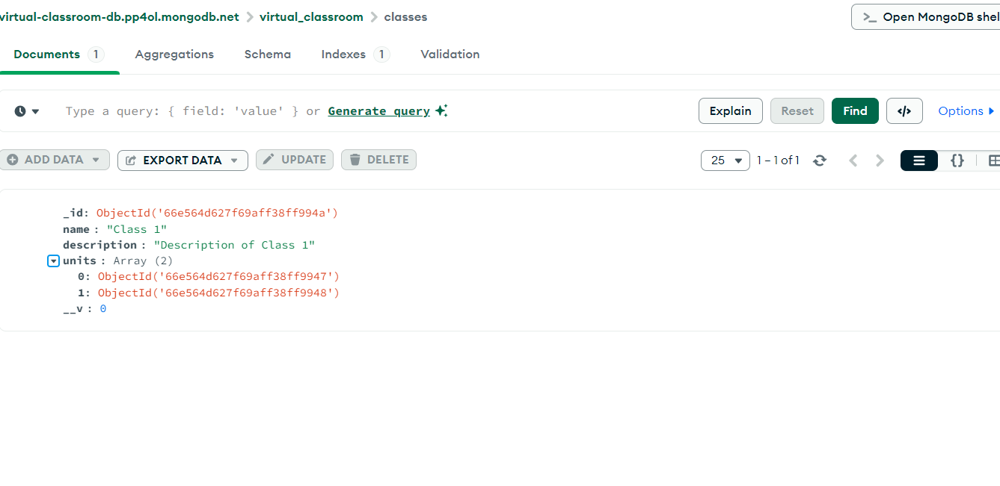 virtual-classroom-db.pp4ol.mongodb.net > virtual_classroom > classes
>_ Open MongoDB shel
Documents 1 Aggregations Schema Indexes 1 Validation
Type a query: { field: 'value' } or Generate query
Explain Reset Find </> Options
ADD DATA EXPORT DATA UPDATE DELETE
25 1 – 1 of 1 {}
_id: ObjectId('66e564d627f69aff38ff994a')
name : "Class 1"
description : "Description of Class 1"
units : Array (2)
0: ObjectId('66e564d627f69aff38ff9947')
1: ObjectId('66e564d627f69aff38ff9948')
__v : 0